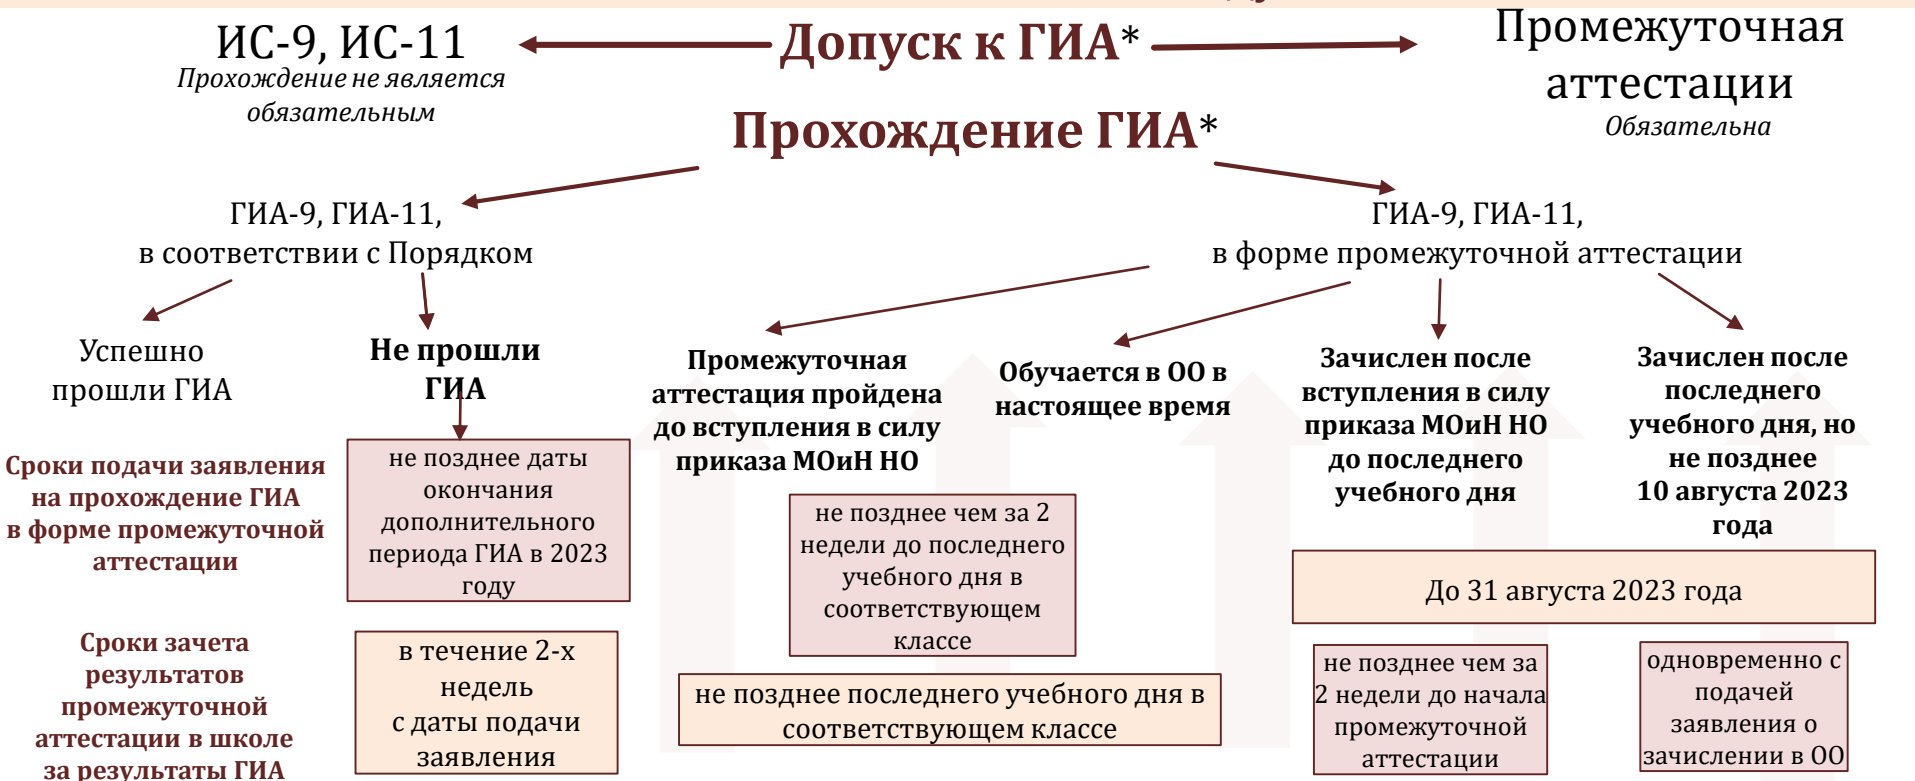 ИС-9, ИС-11
Прохождение не является
обязательным
Допуск к ГИА*
Промежуточная
аттестации
Обязательна
Прохождение ГИА*
ГИА-9, ГИА-11,
в соответствии с Порядком
ГИА-9, ГИА-11,
в форме промежуточной аттестации
Успешно
прошли ГИА
Не прошли
ГИА
Промежуточная
аттестация пройдена
до вступления в силу
приказа МОиН НО
Обучается в ОО в
настоящее время
Зачислен после
вступления в силу
приказа МОиН НО
до последнего
учебного дня
Зачислен после
последнего
учебного дня, но
не позднее
10 августа 2023
года
Сроки подачи заявления
на прохождение ГИА
в форме промежуточной
аттестации
не позднее даты
окончания
дополнительного
периода ГИА в 2023
году
не позднее чем за 2
недели до последнего
учебного дня в
соответствующем
классе
До 31 августа 2023 года
Сроки зачета
результатов
промежуточной
аттестации в школе
за результаты ГИА
в течение 2-х
недель
с даты подачи
заявления
не позднее последнего учебного дня в
соответствующем классе
не позднее чем за
2 недели до начала
промежуточной
аттестации
одновременно с
подачей
заявления о
зачислении в ОО